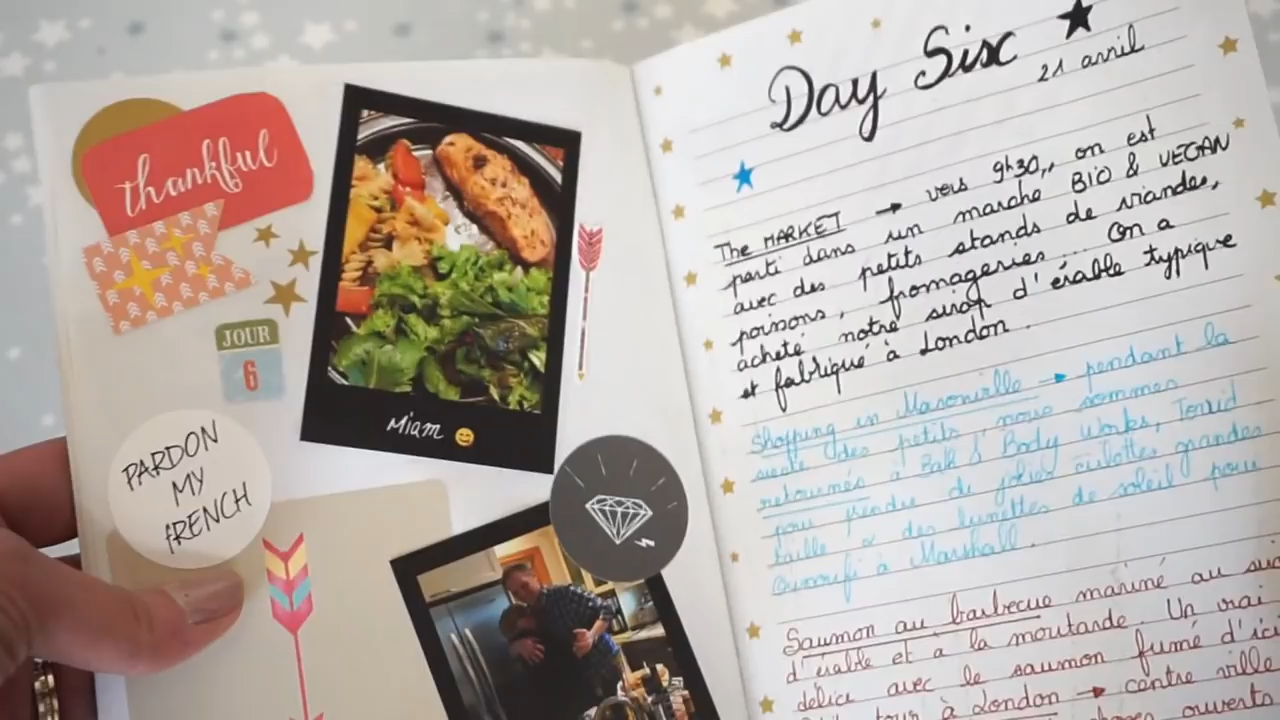 thankful
JOUR
6
PARDON
MY
fRENCH
Miam
Day Sisc
21 avril
The MARKET → vers 9h30,, on est
parti dans un marché BIO & VEGAN
avec des petits stands de viandes,
poissons, fromageries... On a
acheté notre sirop d'érable typique
et fabriqué à London.
Shopping in Masonville → pendant la
sieste des petits, nous sommes
retournés à Bath & Body Works, Torrid
pour prendre de jolies culottes grandes
taille & des lunettes de soleil pour
à Marshall.
Saumon au barbecue mariné au
d'érable et à la moutarde. Un vrai
délice avec le saumon fumé d'ici
tour à London → centre ville
ouverts